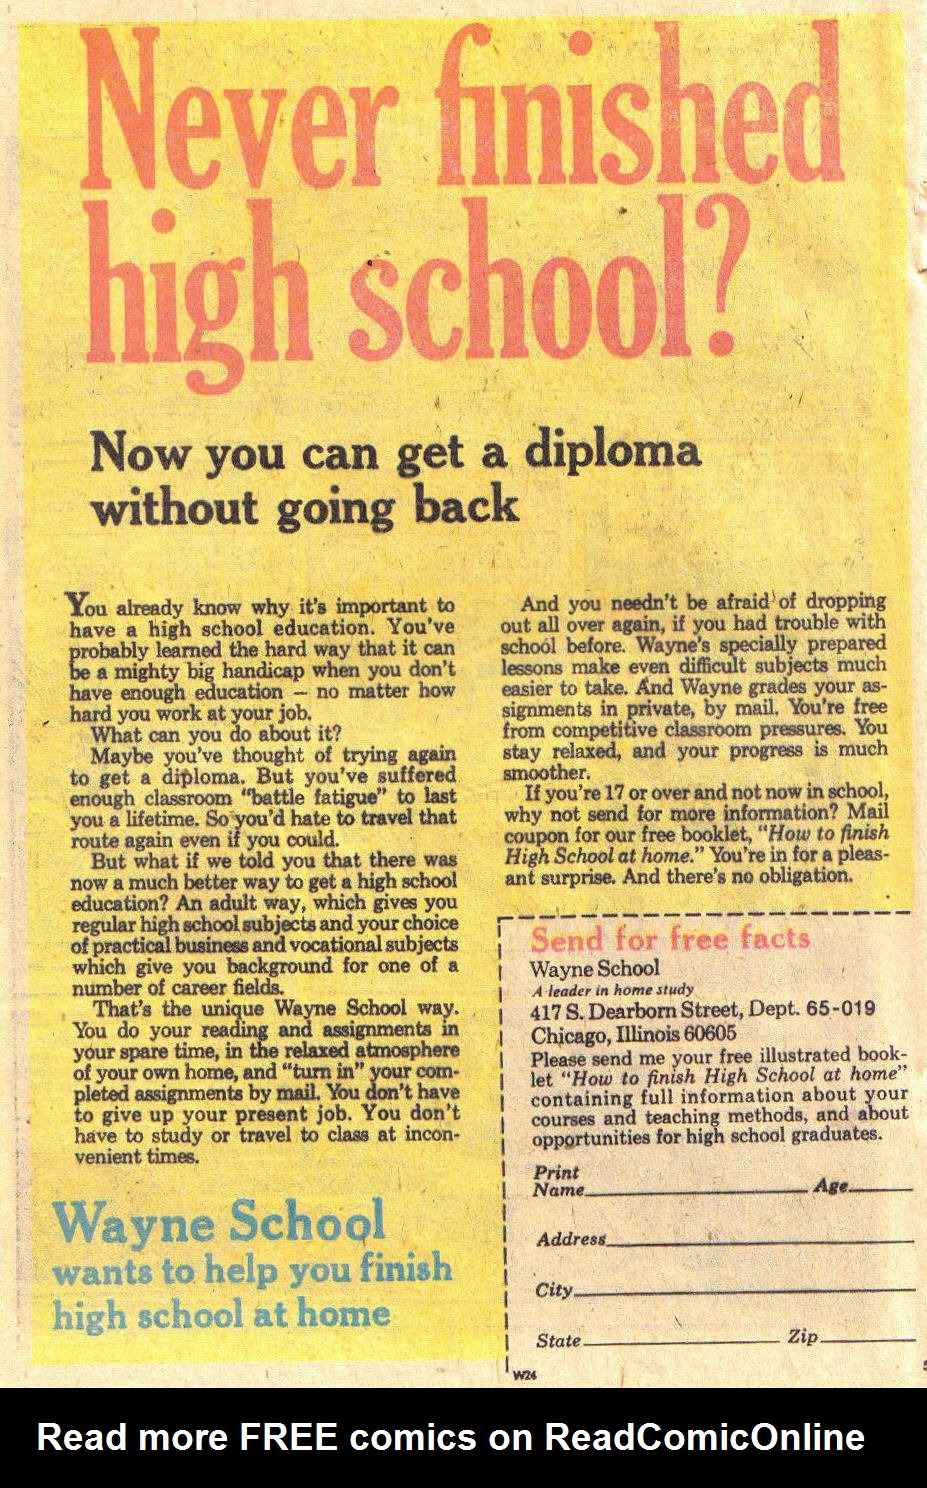 Never finished
high school?
Now you can get a diploma
without going back
You already know why it's important to
have a high school education. You've
probably learned the hard way that it can
be a mighty big handicap when you don't
have enough education — no matter how
hard you work at your job.
What can you do about it?
Maybe you've thought of trying again
to get a diploma. But you've suffered
enough classroom "battle fatigue" to last
you a lifetime. So you'd hate to travel that
route again even if you could.
But what if we told you that there was
now a much better way to get a high school
education? An adult way, which gives you
regular high school subjects and your choice
of practical business and vocational subjects
which give you background for one of a
number of career fields.
That's the unique Wayne School way.
You do your reading and assignments in
your spare time, in the relaxed atmosphere
of your own home, and "turn in" your com-
pleted assignments by mail. You don't have
to give up your present job. You don't
have to study or travel to class at incon-
venient times.
Wayne School
wants to help you finish
high school at home
And you needn't be afraid of dropping
out all over again, if you had trouble with
school before. Wayne's specially prepared
lessons make even difficult subjects much
easier to take. And Wayne grades your as-
signments in private, by mail. You're free
from competitive classroom pressures. You
stay relaxed, and your progress is much
smoother.
If you're 17 or over and not now in school,
why not send for more information? Mail
coupon for our free booklet, "How to finish
High School at home." You're in for a pleas-
ant surprise. And there's no obligation.
Send for free facts
Wayne School
A leader in home study
417 S. Dearborn Street, Dept. 65-019
Chicago, Illinois 60605
Please send me your free illustrated book-
let "How to finish High School at home"
containing full information about your
courses and teaching methods, and about
opportunities for high school graduates.
Print
Name Age
Address
City
State Zip
W24
Read more FREE comics on ReadComicOnline